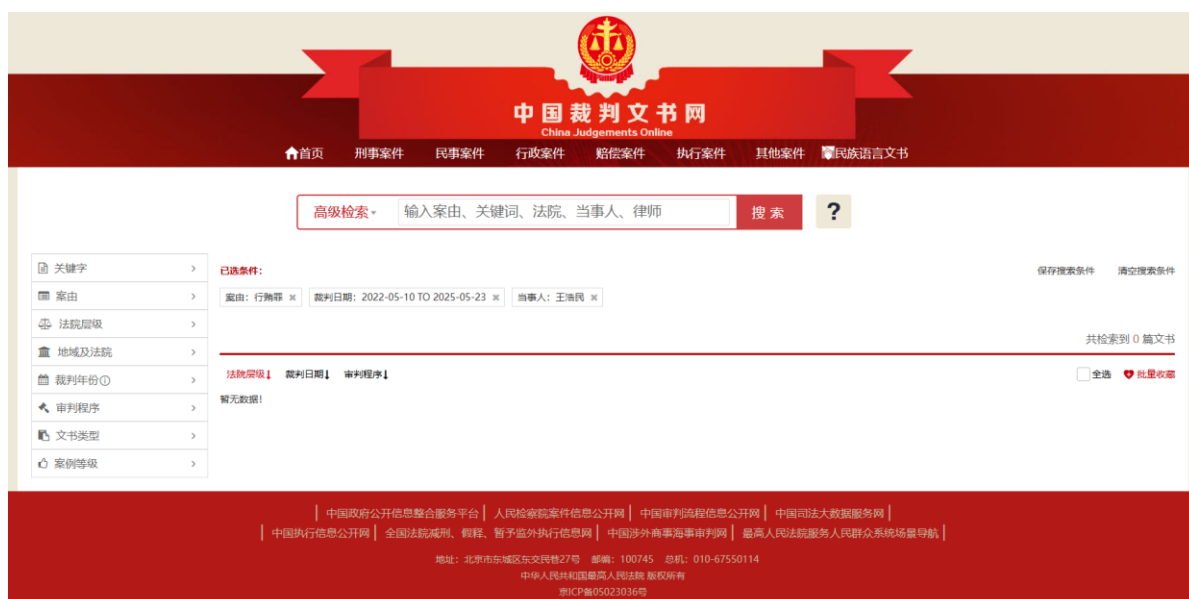 中国裁判文书网
China Judgements Online
首页 刑事案件 民事案件 行政案件 赔偿案件 执行案件 其他案件 民族语言文书
高级检索 输入案由、关键词、法院、当事人、律师 搜索 ?
关键字
案由
法院层级
地域及法院
裁判年份
审判程序
文书类型
案例等级
已选条件： 保存搜索条件 清空搜索条件
案由：行贿罪 裁判日期：2022-05-10 TO 2025-05-23 当事人：王浩民
共检索到 0 篇文书
法院层级 裁判日期 审判程序 全选 批量收藏
暂无数据！
中国政府公开信息整合服务平台 人民检察院案件信息公开网 中国审判流程信息公开网 中国司法大数据服务网
中国执行信息公开网 全国法院减刑、假释、暂予监外执行信息网 中国涉外商事海事审判网 最高人民法院服务人民群众系统场景导航
地址：北京市东城区东交民巷27号 邮编：100745 总机：010-67550114
中华人民共和国最高人民法院 版权所有
京ICP备05023036号